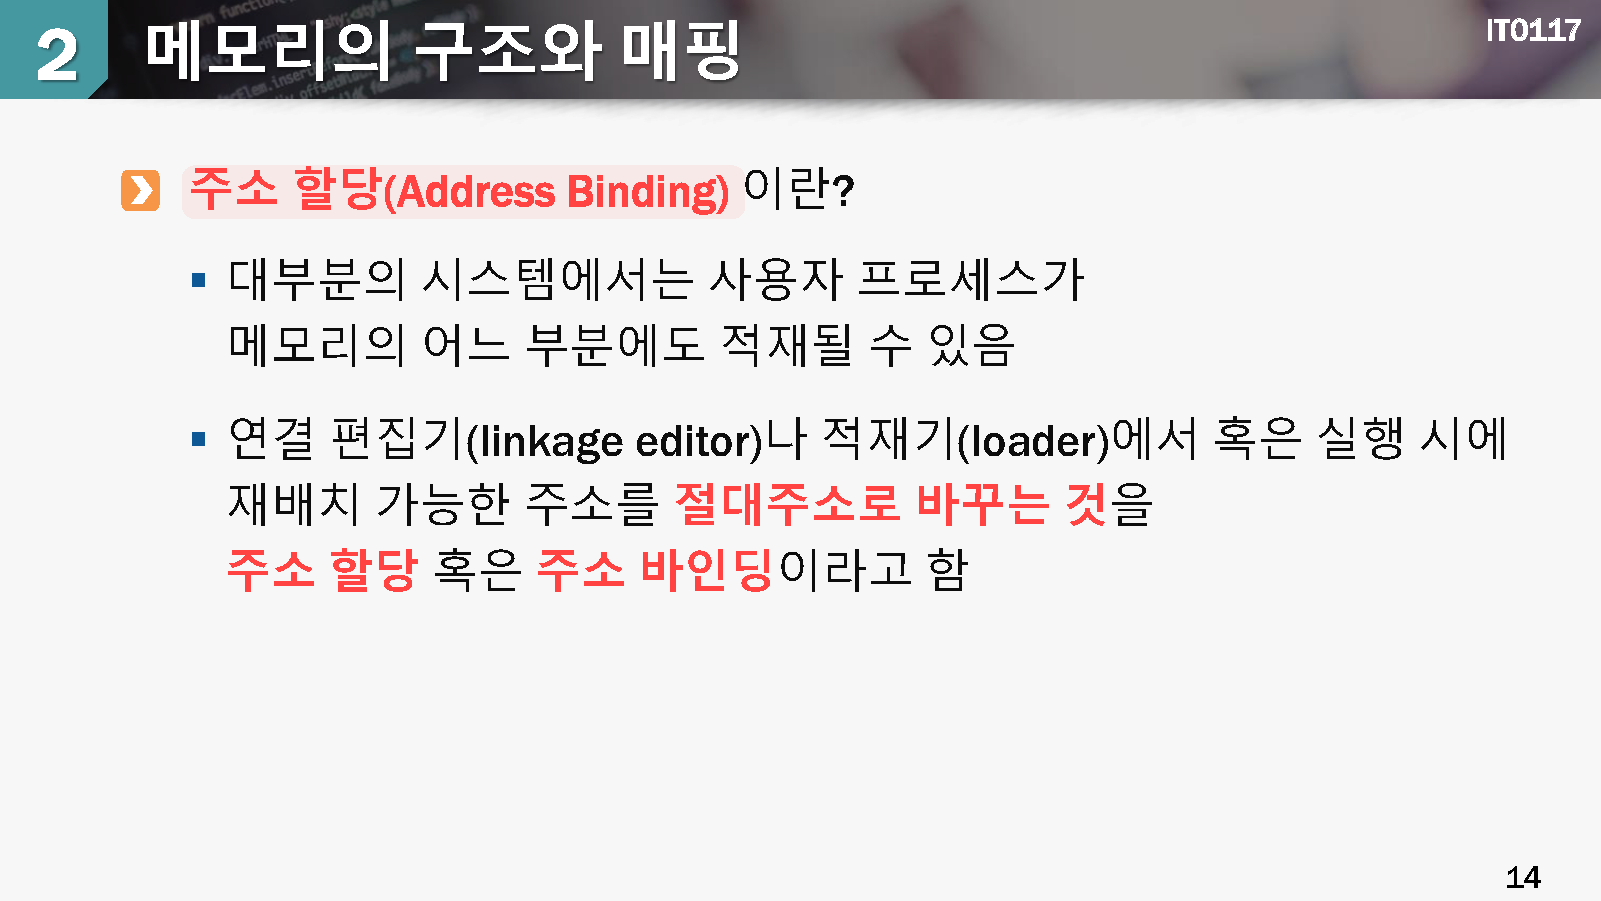 2 메모리의 구조와 매핑
IT0117
주소 할당(Address Binding)이란?
대부분의 시스템에서는 사용자 프로세스가
메모리의 어느 부분에도 적재될 수 있음
연결 편집기(linkage editor)나 적재기(loader)에서 혹은 실행 시에
재배치 가능한 주소를 절대주소로 바꾸는 것을
주소 할당 혹은 주소 바인딩이라고 함
14